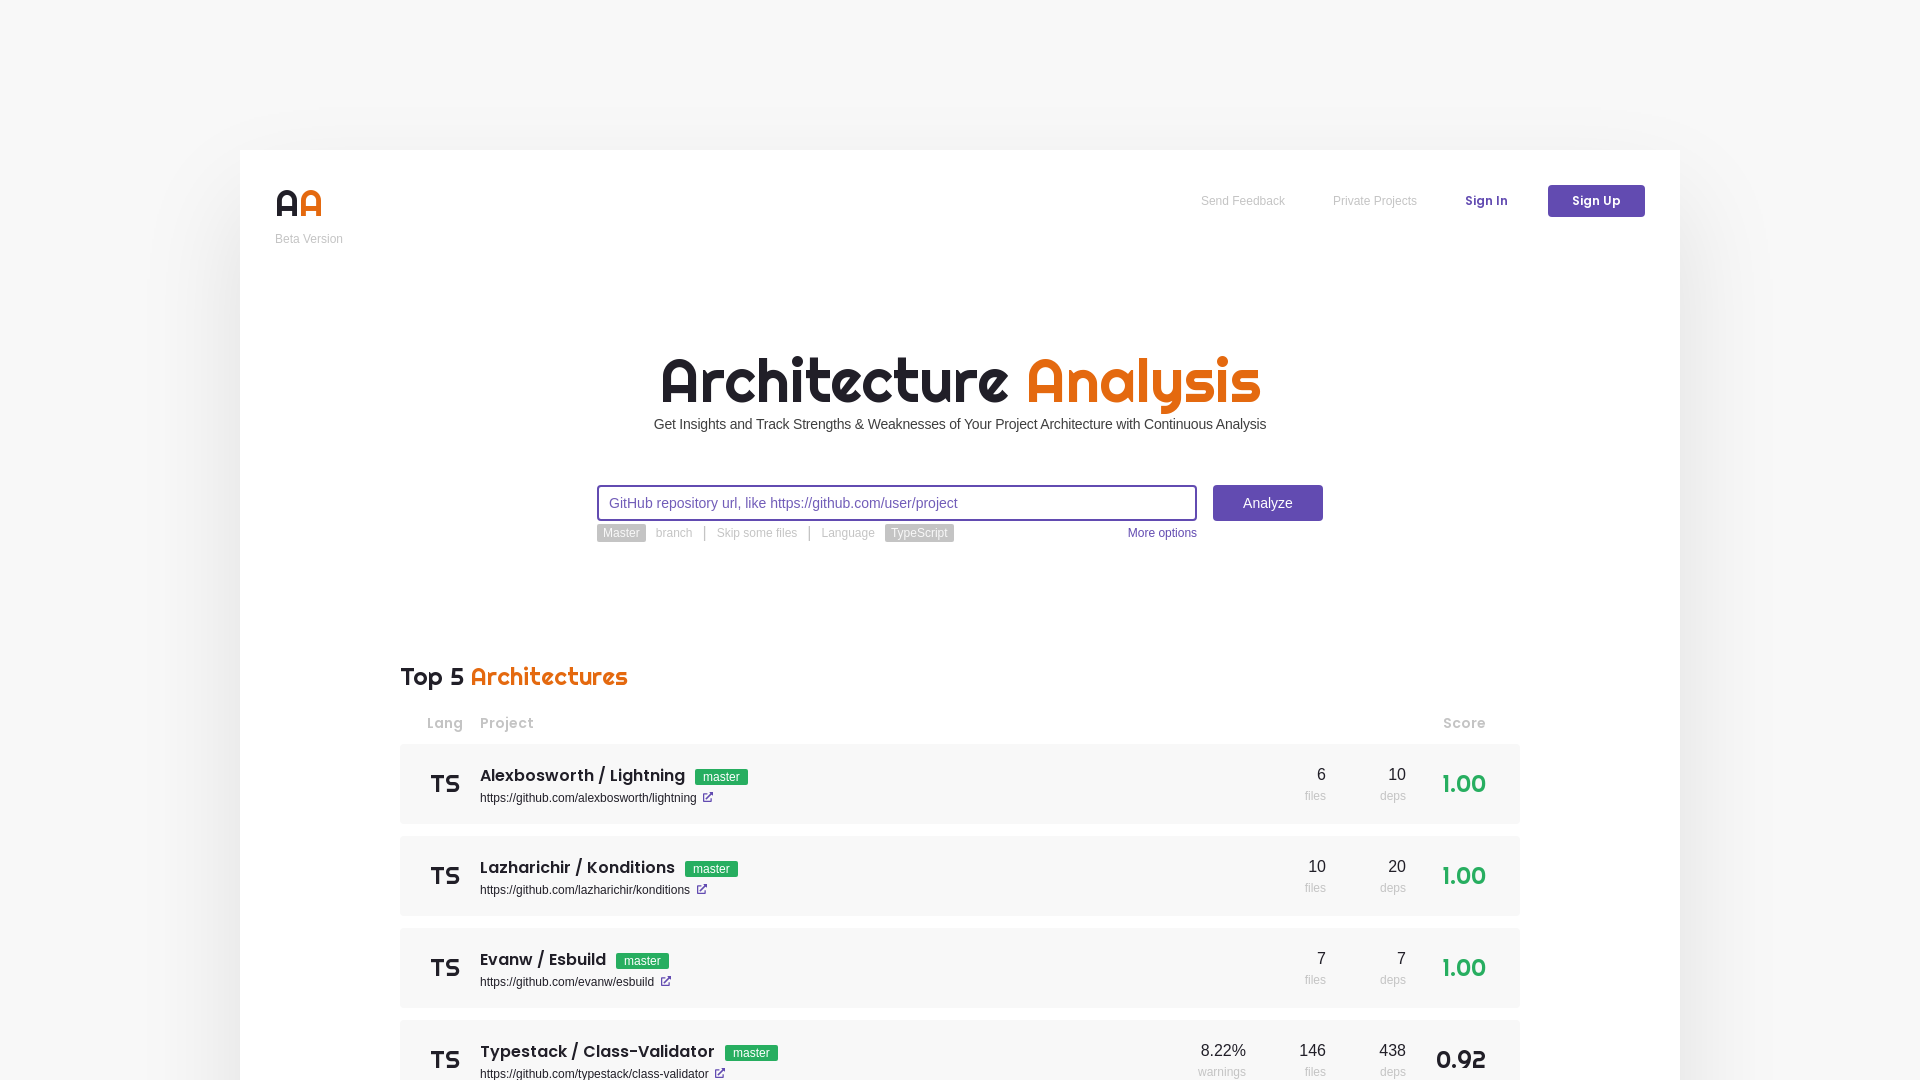 AA
Beta Version
Send Feedback
Private Projects
Sign In
Sign Up
Architecture Analysis
Get Insights and Track Strengths & Weaknesses of Your Project Architecture with Continuous Analysis
GitHub repository url, like https://github.com/user/project
Analyze
Master branch | Skip some files | Language TypeScript
More options
Top 5 Architectures
Lang Project Score
TS
Alexbosworth / Lightning master
https://github.com/alexbosworth/lightning
6 files
10 deps
1.00
TS
Lazharichir / Konditions master
https://github.com/lazharichir/konditions
10 files
20 deps
1.00
TS
Evanw / Esbuild master
https://github.com/evanw/esbuild
7 files
7 deps
1.00
TS
Typestack / Class-Validator master
https://github.com/typestack/class-validator
8.22% warnings
146 files
438 deps
0.92